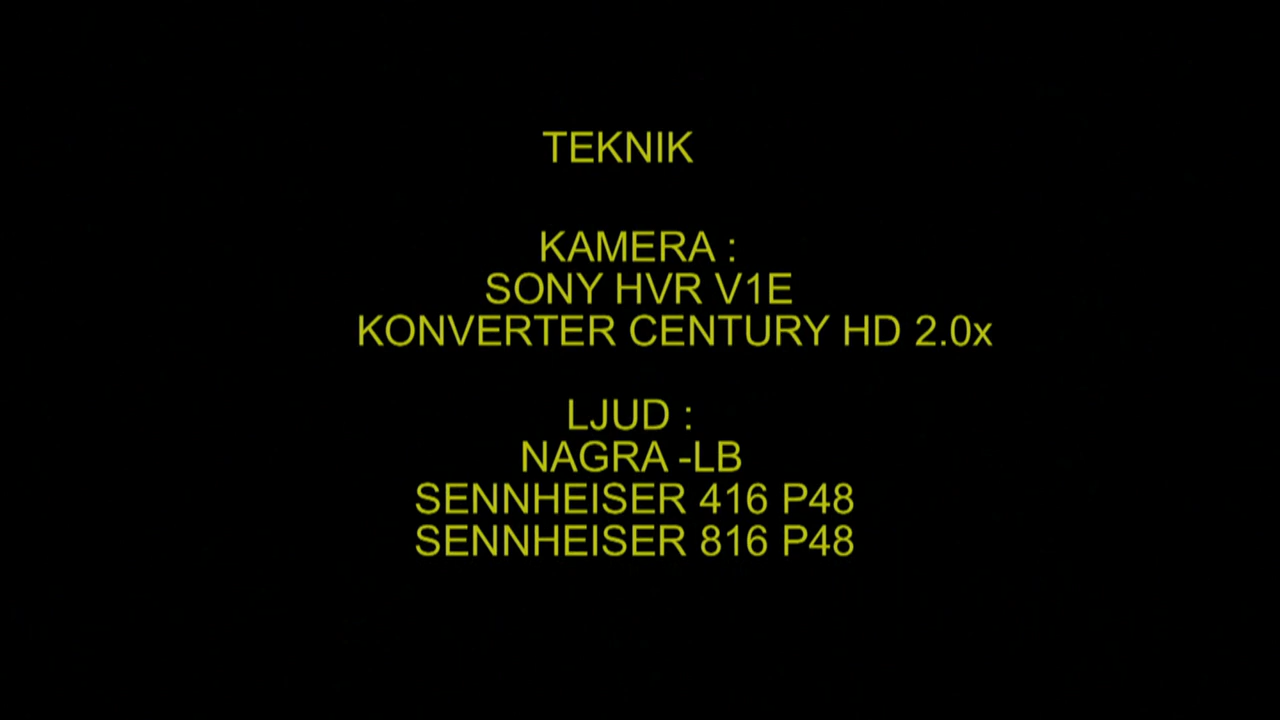 TEKNIK
KAMERA :
SONY HVR V1E
KONVERTER CENTURY HD 2.0x
LJUD :
NAGRA -LB
SENNHEISER 416 P48
SENNHEISER 816 P48